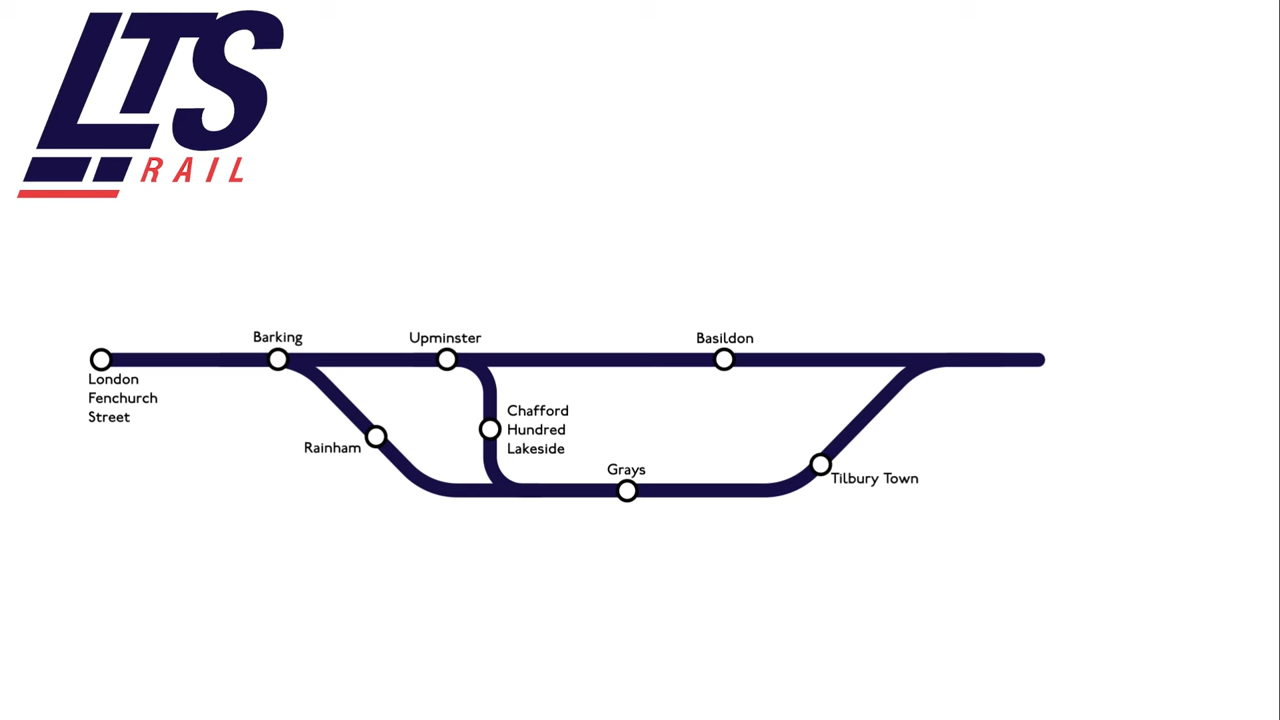 LTS
RAIL
Barking
Upminster
Basildon
London
Fenchurch
Street
Chafford
Hundred
Lakeside
Rainham
Grays
Tilbury Town